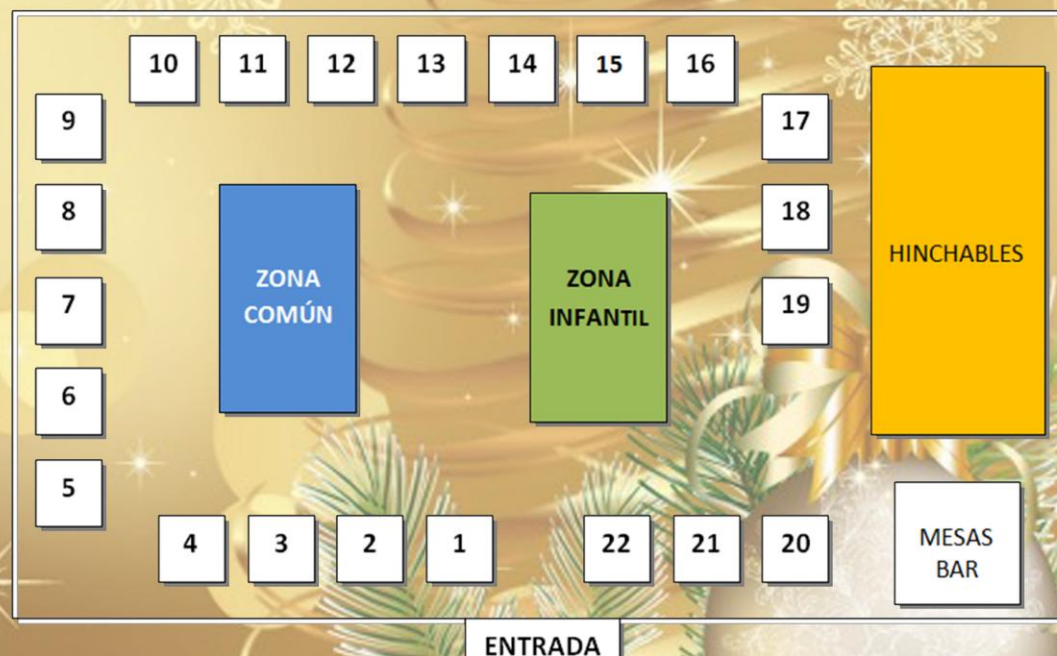 10 11 12 13 14 15 16
9
17
8
18
ZONA
COMÚN
ZONA
INFANTIL
HINCHABLES
7
19
6
5
4 3 2 1 22 21 20
MESAS
BAR
ENTRADA